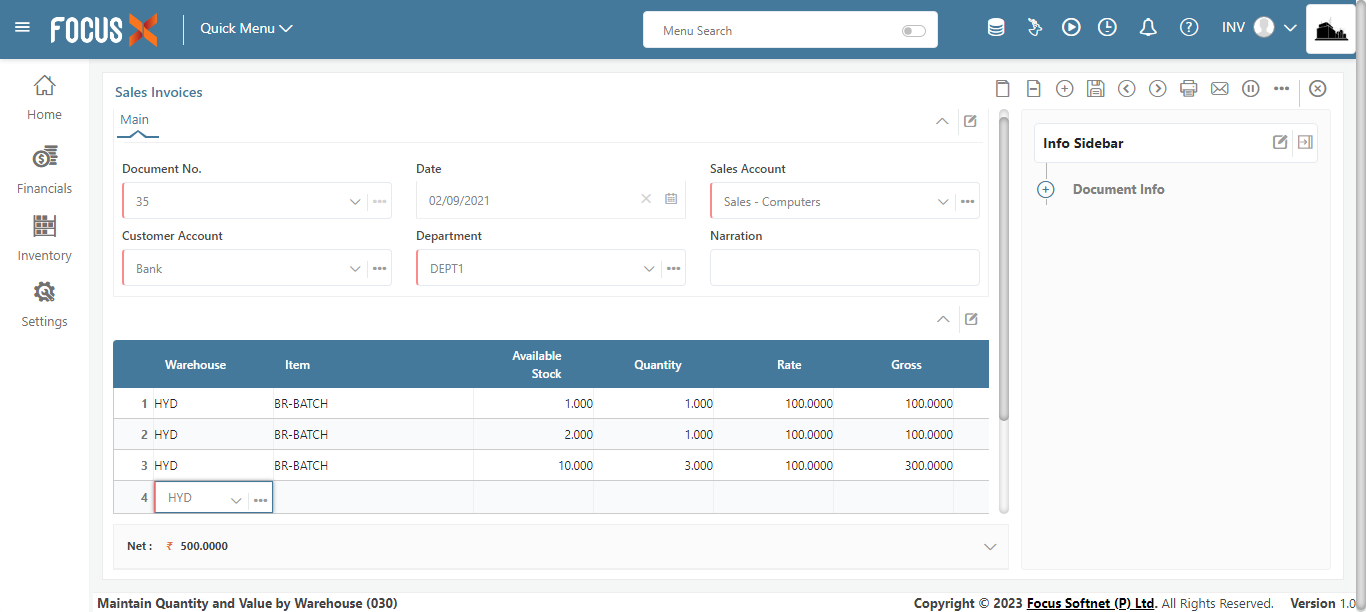 FOCUS X
Quick Menu
Menu Search
INV
Home
Financials
Inventory
Settings
Sales Invoices
Main
Document No. Date Sales Account
35 02/09/2021 Sales - Computers
Customer Account Department Narration
Bank DEPT1
Info Sidebar
Document Info
Warehouse Item Available Stock Quantity Rate Gross
1 HYD BR-BATCH 1.000 1.000 100.0000 100.0000
2 HYD BR-BATCH 2.000 1.000 100.0000 100.0000
3 HYD BR-BATCH 10.000 3.000 100.0000 300.0000
4 HYD
Net : ₹ 500.0000
Maintain Quantity and Value by Warehouse (030)
Copyright © 2023 Focus Softnet (P) Ltd. All Rights Reserved. Version 1.0